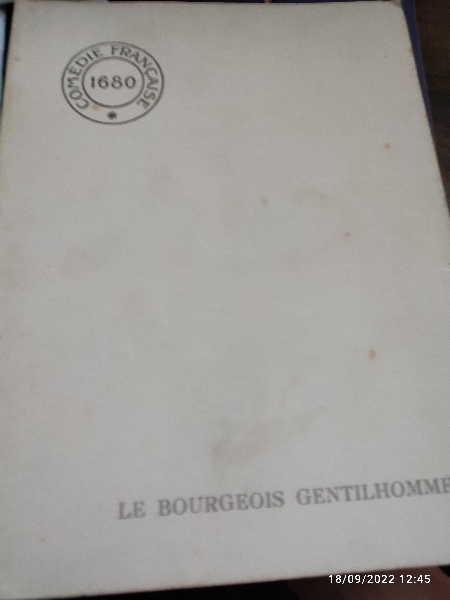 COMÉDIE FRANÇAISE
1680
LE BOURGEOIS GENTILHOMME
18/09/2022 12:45